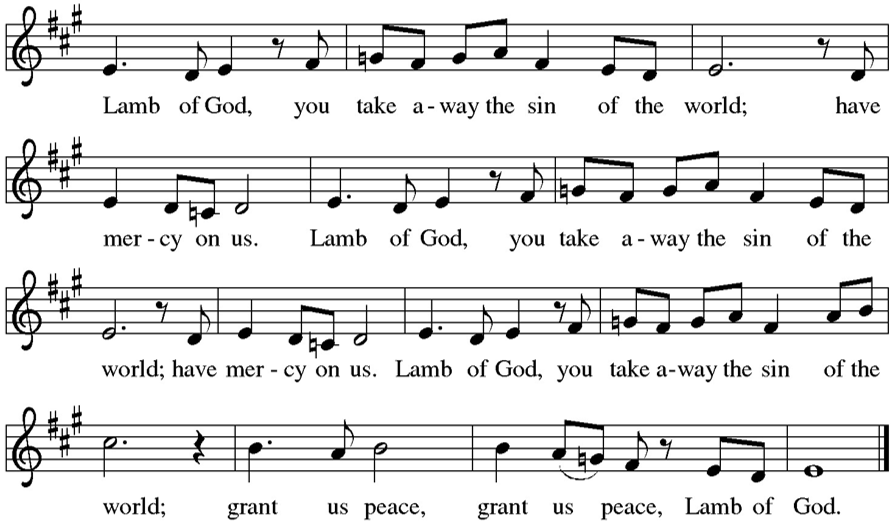 Lamb of God, you take a - way the sin of the world; have
mer - cy on us. Lamb of God, you take a - way the sin of the
world; have mer - cy on us. Lamb of God, you take a - way the sin of the
world; grant us peace, grant us peace, Lamb of God.